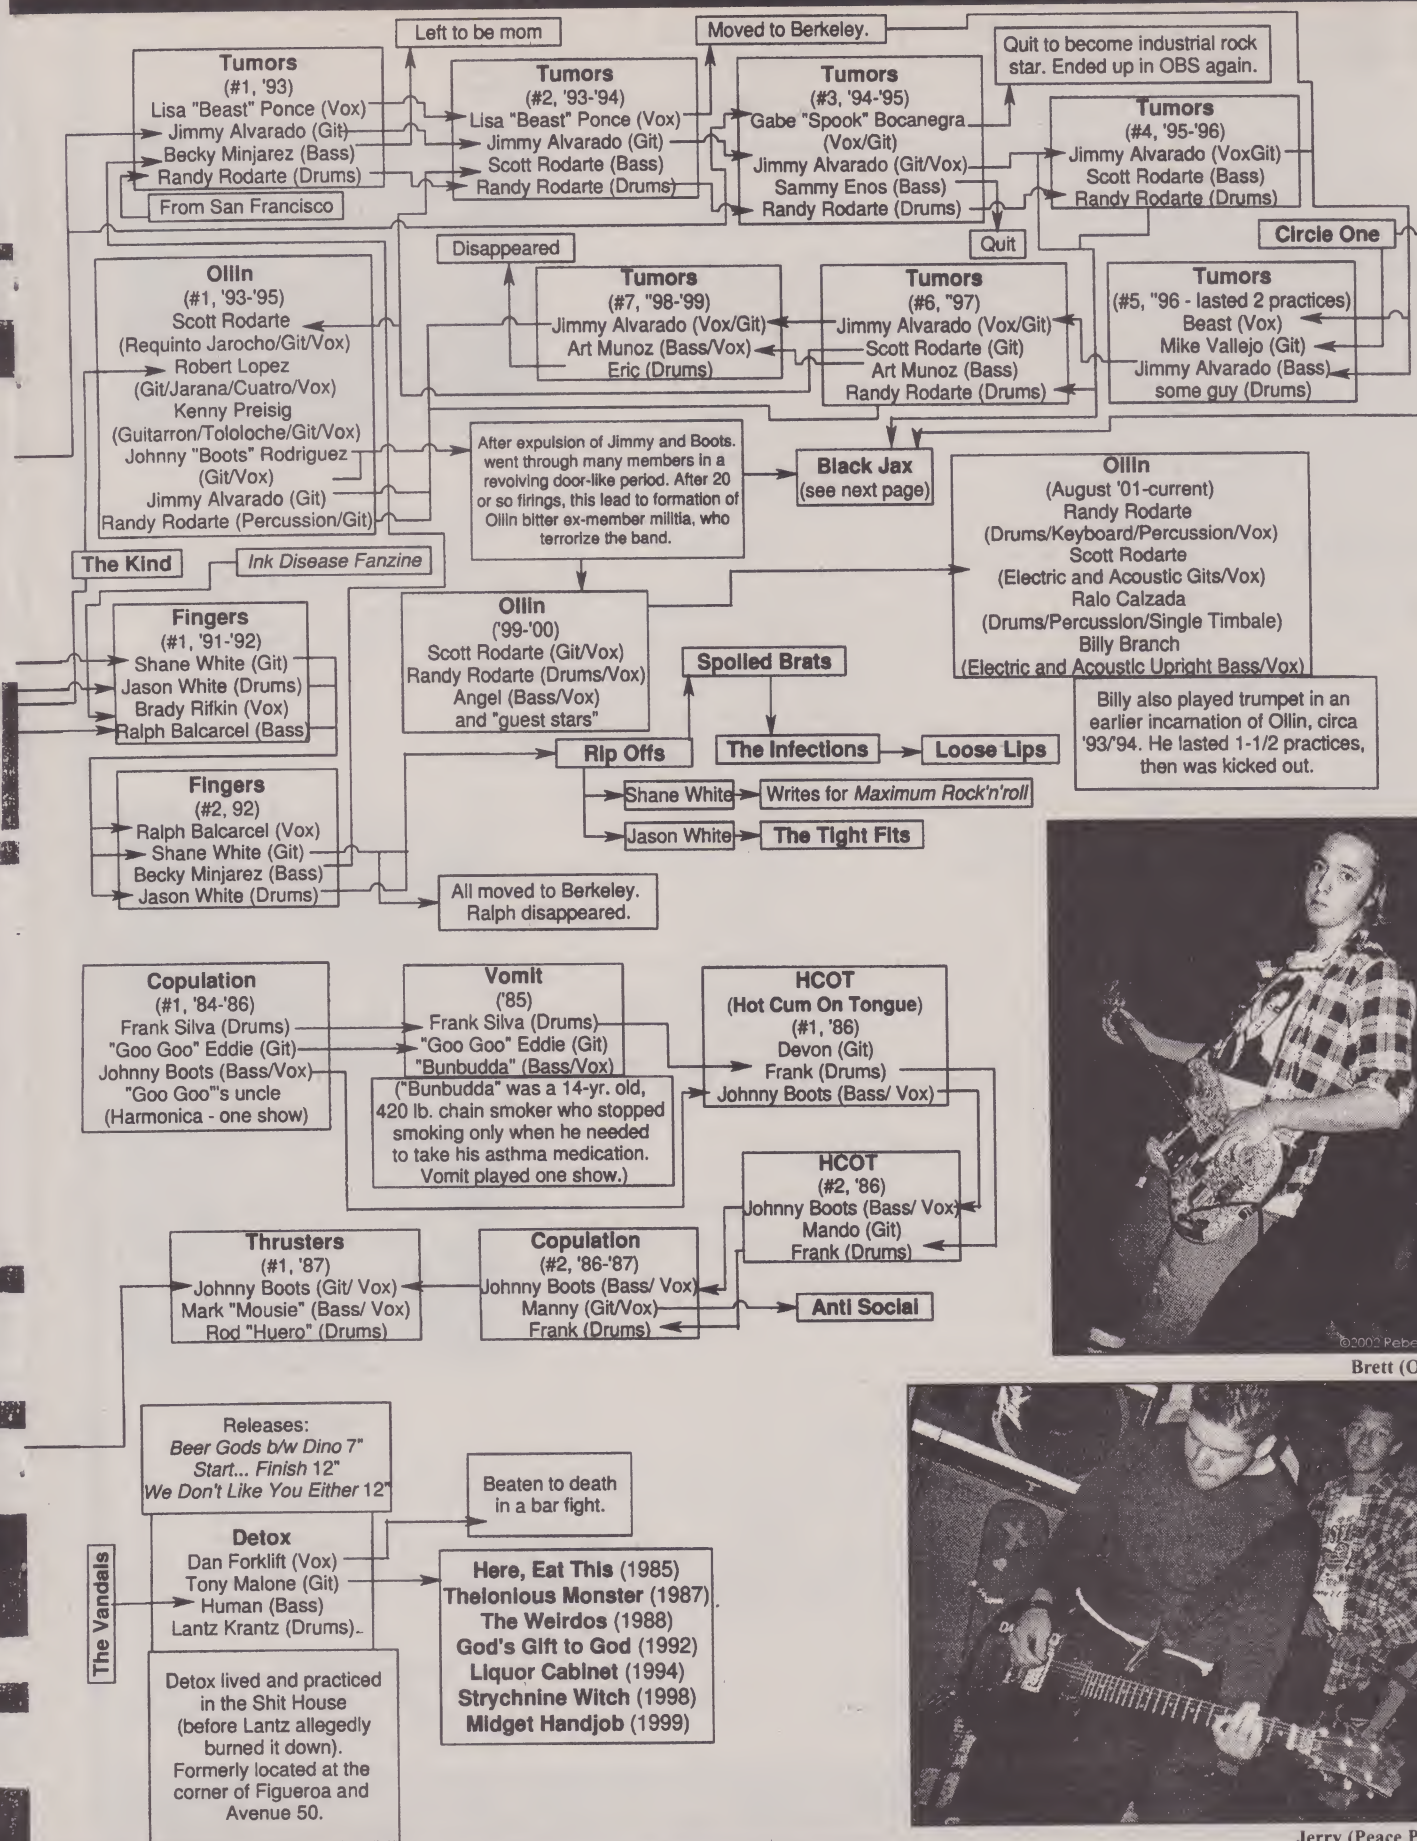 Left to be mom
Moved to Berkeley.
Quit to become industrial rock
star. Ended up in OBS again.
Tumors
(#1, '93)
Lisa "Beast" Ponce (Vox)
Jimmy Alvarado (Git)
Becky Minjarez (Bass)
Randy Rodarte (Drums)
From San Francisco
Tumors
(#2, '93-'94)
Lisa "Beast" Ponce (Vox)
Jimmy Alvarado (Git)
Scott Rodarte (Bass)
Randy Rodarte (Drums)
Tumors
(#3, '94-'95)
Gabe "Spook" Bocanegra
(Vox/Git)
Jimmy Alvarado (Git/Vox)
Sammy Enos (Bass)
Randy Rodarte (Drums)
Tumors
(#4, '95-'96)
Jimmy Alvarado (VoxGit)
Scott Rodarte (Bass)
Randy Rodarte (Drums)
Disappeared
Quit
Circle One
Ollin
(#1, '93-'95)
Scott Rodarte
(Requinto Jarocho/Git/Vox)
Robert Lopez
(Git/Jarana/Cuatro/Vox)
Kenny Preisig
(Guitarron/Tololoche/Git/Vox)
Johnny "Boots" Rodriguez
(Git/Vox)
Jimmy Alvarado (Git)
Randy Rodarte (Percussion/Git)
Tumors
(#7, "98-'99)
Jimmy Alvarado (Vox/Git)
Art Munoz (Bass/Vox)
Eric (Drums)
Tumors
(#6, "97)
Jimmy Alvarado (Vox/Git)
Scott Rodarte (Git)
Art Munoz (Bass)
Randy Rodarte (Drums)
Tumors
(#5, "96 - lasted 2 practices)
Beast (Vox)
Mike Vallejo (Git)
Jimmy Alvarado (Bass)
some guy (Drums)
After expulsion of Jimmy and Boots.
went through many members in a
revolving door-like period. After 20
or so firings, this lead to formation of
Ollin bitter ex-member militia, who
terrorize the band.
Black Jax
(see next page)
Ollin
(August '01-current)
Randy Rodarte
(Drums/Keyboard/Percussion/Vox)
Scott Rodarte
(Electric and Acoustic Gits/Vox)
Ralo Calzada
(Drums/Percussion/Single Timbale)
Billy Branch
(Electric and Acoustic Upright Bass/Vox)
The Kind
Ink Disease Fanzine
Fingers
(#1, '91-'92)
Shane White (Git)
Jason White (Drums)
Brady Rifkin (Vox)
Ralph Balcarcel (Bass)
Ollin
('99-'00)
Scott Rodarte (Git/Vox)
Randy Rodarte (Drums/Vox)
Angel (Bass/Vox)
and "guest stars"
Spoiled Brats
Billy also played trumpet in an
earlier incarnation of Ollin, circa
'93/'94. He lasted 1-1/2 practices,
then was kicked out.
Rip Offs
The Infections
Loose Lips
Shane White
Writes for Maximum Rock'n'roll
Jason White
The Tight Fits
Fingers
(#2, 92)
Ralph Balcarcel (Vox)
Shane White (Git)
Becky Minjarez (Bass)
Jason White (Drums)
All moved to Berkeley.
Ralph disappeared.
Copulation
(#1, '84-'86)
Frank Silva (Drums)
"Goo Goo" Eddie (Git)
Johnny Boots (Bass/Vox)
"Goo Goo"'s uncle
(Harmonica - one show)
Vomit
('85)
Frank Silva (Drums)
"Goo Goo" Eddie (Git)
"Bunbudda" (Bass/Vox)
("Bunbudda" was a 14-yr. old,
420 lb. chain smoker who stopped
smoking only when he needed
to take his asthma medication.
Vomit played one show.)
HCOT
(Hot Cum On Tongue)
(#1, '86)
Devon (Git)
Frank (Drums)
Johnny Boots (Bass/ Vox)
HCOT
(#2, '86)
Johnny Boots (Bass/ Vox)
Mando (Git)
Frank (Drums)
Thrusters
(#1, '87)
Johnny Boots (Git/ Vox)
Mark "Mousie" (Bass/ Vox)
Rod "Huero" (Drums)
Copulation
(#2, '86-'87)
Johnny Boots (Bass/ Vox)
Manny (Git/Vox)
Frank (Drums)
Anti Social
©2002 Rebe
Brett (O
Releases:
Beer Gods b/w Dino 7"
Start... Finish 12"
We Don't Like You Either 12"
Beaten to death
in a bar fight.
The Vandals
Detox
Dan Forklift (Vox)
Tony Malone (Git)
Human (Bass)
Lantz Krantz (Drums)
Here, Eat This (1985)
Thelonious Monster (1987)
The Weirdos (1988)
God's Gift to God (1992)
Liquor Cabinet (1994)
Strychnine Witch (1998)
Midget Handjob (1999)
Detox lived and practiced
in the Shit House
(before Lantz allegedly
burned it down).
Formerly located at the
corner of Figueroa and
Avenue 50.
Jerry (Peace P